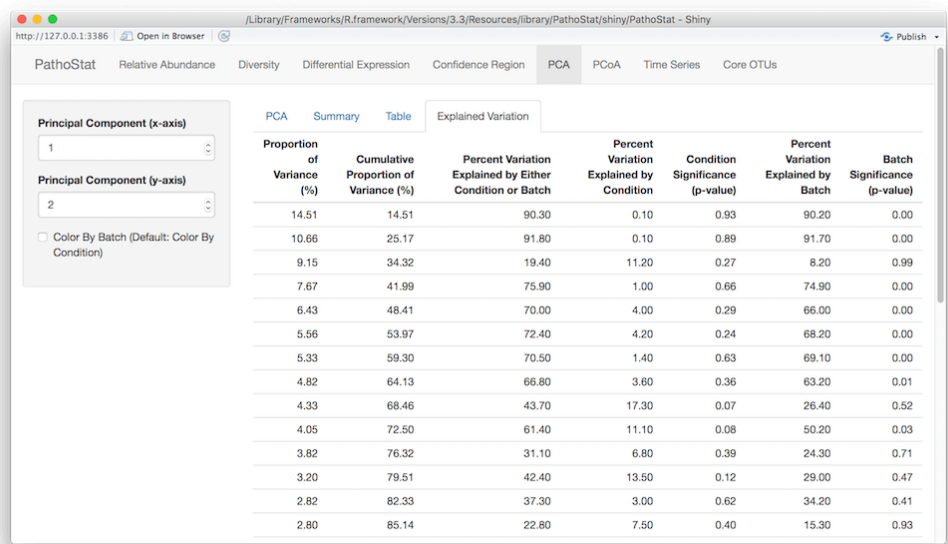 /Library/Frameworks/R.framework/Versions/3.3/Resources/library/PathoStat/shiny/PathoStat - Shiny
http://127.0.0.1:3386 Open in Browser Publish
PathoStat Relative Abundance Diversity Differential Expression Confidence Region PCA PCoA Time Series Core OTUs
Principal Component (x-axis)
1
Principal Component (y-axis)
2
Color By Batch (Default: Color By
Condition)
PCA Summary Table Explained Variation
Proportion Percent Percent
of Cumulative Percent Variation Variation Condition Variation Batch
Variance Proportion of Explained by Either Explained by Significance Explained by Significance
(%) Variance (%) Condition or Batch Condition (p-value) Batch (p-value)
14.51 14.51 90.30 0.10 0.93 90.20 0.00
10.66 25.17 91.80 0.10 0.89 91.70 0.00
9.15 34.32 19.40 11.20 0.27 8.20 0.99
7.67 41.99 75.90 1.00 0.66 74.90 0.00
6.43 48.41 70.00 4.00 0.29 66.00 0.00
5.56 53.97 72.40 4.20 0.24 68.20 0.00
5.33 59.30 70.50 1.40 0.63 69.10 0.00
4.82 64.13 66.80 3.60 0.36 63.20 0.01
4.33 68.46 43.70 17.30 0.07 26.40 0.52
4.05 72.50 61.40 11.10 0.08 50.20 0.03
3.82 76.32 31.10 6.80 0.39 24.30 0.71
3.20 79.51 42.40 13.50 0.12 29.00 0.47
2.82 82.33 37.30 3.00 0.62 34.20 0.41
2.80 85.14 22.80 7.50 0.40 15.30 0.93